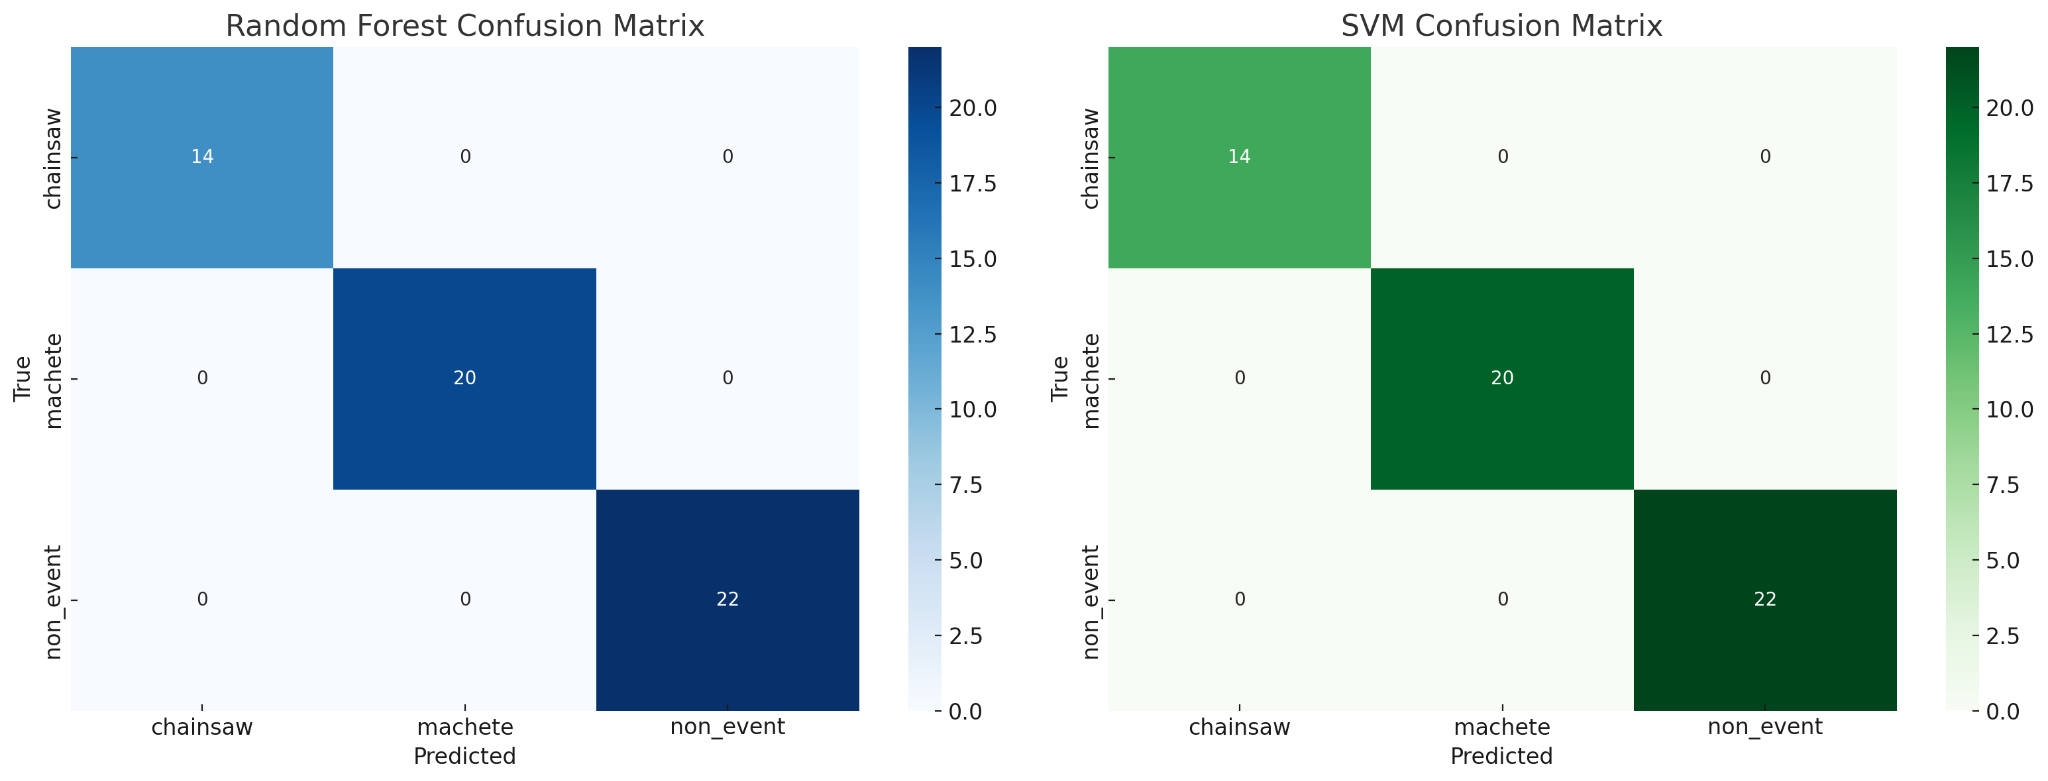 Random Forest Confusion Matrix
True
chainsaw
machete
non_event
14 0 0
0 20 0
0 0 22
chainsaw machete non_event
Predicted
20.0
17.5
15.0
12.5
10.0
7.5
5.0
2.5
0.0
SVM Confusion Matrix
True
chainsaw
machete
non_event
14 0 0
0 20 0
0 0 22
chainsaw machete non_event
Predicted
20.0
17.5
15.0
12.5
10.0
7.5
5.0
2.5
0.0